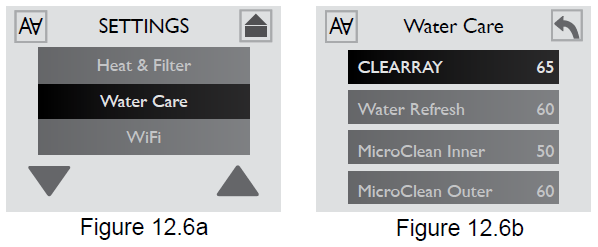 AA SETTINGS
Heat & Filter
Water Care
WiFi
Figure 12.6a
AA Water Care
CLEARRAY 65
Water Refresh 60
MicroClean Inner 50
MicroClean Outer 60
Figure 12.6b